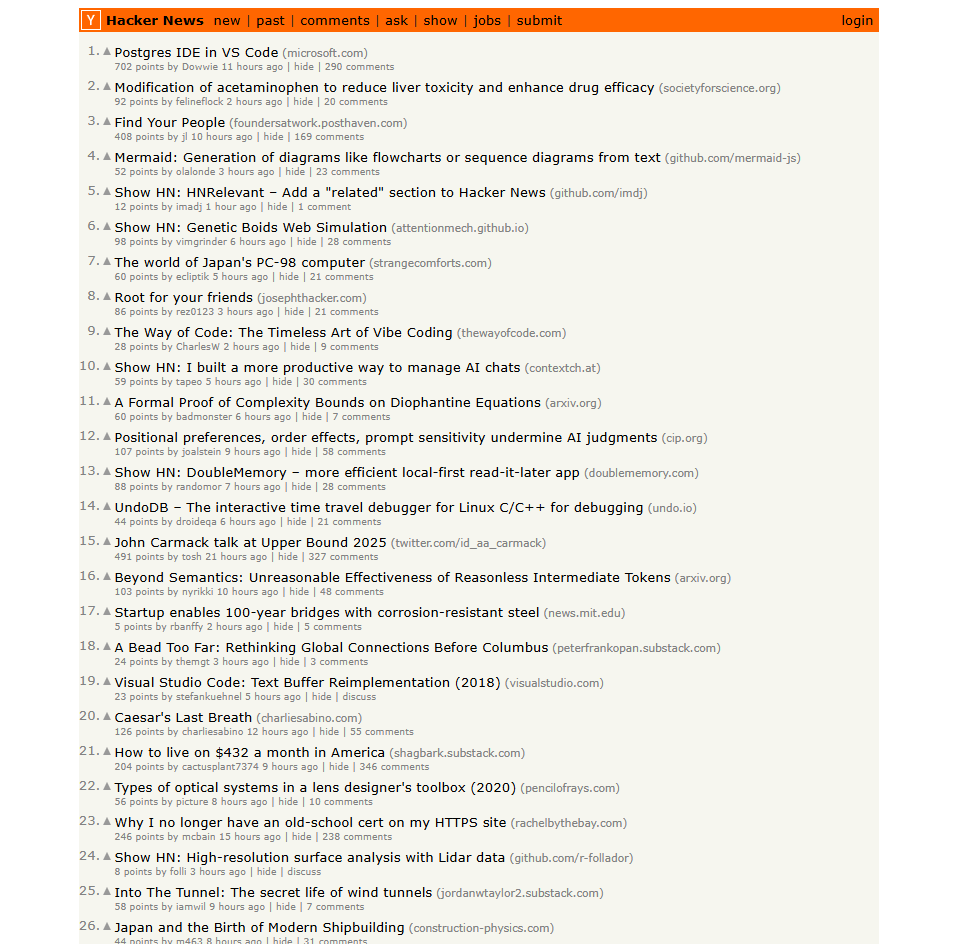 Y Hacker News new | past | comments | ask | show | jobs | submit login
1. ▲ Postgres IDE in VS Code (microsoft.com)
702 points by Dowwie 11 hours ago | hide | 290 comments
2. ▲ Modification of acetaminophen to reduce liver toxicity and enhance drug efficacy (societyforscience.org)
92 points by felineflock 2 hours ago | hide | 20 comments
3. ▲ Find Your People (foundersatwork.posthaven.com)
408 points by jl 10 hours ago | hide | 169 comments
4. ▲ Mermaid: Generation of diagrams like flowcharts or sequence diagrams from text (github.com/mermaid-js)
52 points by olalonde 3 hours ago | hide | 23 comments
5. ▲ Show HN: HNRelevant – Add a "related" section to Hacker News (github.com/imdj)
12 points by imadj 1 hour ago | hide | 1 comment
6. ▲ Show HN: Genetic Boids Web Simulation (attentionmech.github.io)
98 points by vimgrinder 6 hours ago | hide | 28 comments
7. ▲ The world of Japan's PC-98 computer (strangecomforts.com)
60 points by ecliptik 5 hours ago | hide | 21 comments
8. ▲ Root for your friends (josephthacker.com)
86 points by rez0123 3 hours ago | hide | 21 comments
9. ▲ The Way of Code: The Timeless Art of Vibe Coding (thewayofcode.com)
28 points by CharlesW 2 hours ago | hide | 9 comments
10. ▲ Show HN: I built a more productive way to manage AI chats (contextch.at)
59 points by tapeo 5 hours ago | hide | 30 comments
11. ▲ A Formal Proof of Complexity Bounds on Diophantine Equations (arxiv.org)
60 points by badmonster 6 hours ago | hide | 7 comments
12. ▲ Positional preferences, order effects, prompt sensitivity undermine AI judgments (cip.org)
107 points by joalstein 9 hours ago | hide | 58 comments
13. ▲ Show HN: DoubleMemory – more efficient local-first read-it-later app (doublememory.com)
88 points by randomor 7 hours ago | hide | 28 comments
14. ▲ UndoDB – The interactive time travel debugger for Linux C/C++ for debugging (undo.io)
44 points by droideqa 6 hours ago | hide | 21 comments
15. ▲ John Carmack talk at Upper Bound 2025 (twitter.com/id_aa_carmack)
491 points by tosh 21 hours ago | hide | 327 comments
16. ▲ Beyond Semantics: Unreasonable Effectiveness of Reasonless Intermediate Tokens (arxiv.org)
103 points by nyrikki 10 hours ago | hide | 48 comments
17. ▲ Startup enables 100-year bridges with corrosion-resistant steel (news.mit.edu)
5 points by rbanffy 2 hours ago | hide | 5 comments
18. ▲ A Bead Too Far: Rethinking Global Connections Before Columbus (peterfrankopan.substack.com)
24 points by themgt 3 hours ago | hide | 3 comments
19. ▲ Visual Studio Code: Text Buffer Reimplementation (2018) (visualstudio.com)
23 points by stefankuehnel 5 hours ago | hide | discuss
20. ▲ Caesar's Last Breath (charliesabino.com)
126 points by charliesabino 12 hours ago | hide | 55 comments
21. ▲ How to live on $432 a month in America (shagbark.substack.com)
204 points by cactusplant7374 9 hours ago | hide | 346 comments
22. ▲ Types of optical systems in a lens designer's toolbox (2020) (pencilofrays.com)
56 points by picture 8 hours ago | hide | 10 comments
23. ▲ Why I no longer have an old-school cert on my HTTPS site (rachelbythebay.com)
246 points by mcbain 15 hours ago | hide | 238 comments
24. ▲ Show HN: High-resolution surface analysis with Lidar data (github.com/r-follador)
8 points by folli 3 hours ago | hide | discuss
25. ▲ Into The Tunnel: The secret life of wind tunnels (jordanwtaylor2.substack.com)
58 points by iamwil 9 hours ago | hide | 7 comments
26. ▲ Japan and the Birth of Modern Shipbuilding (construction-physics.com)
44 points by m463 8 hours ago | hide | 31 comments